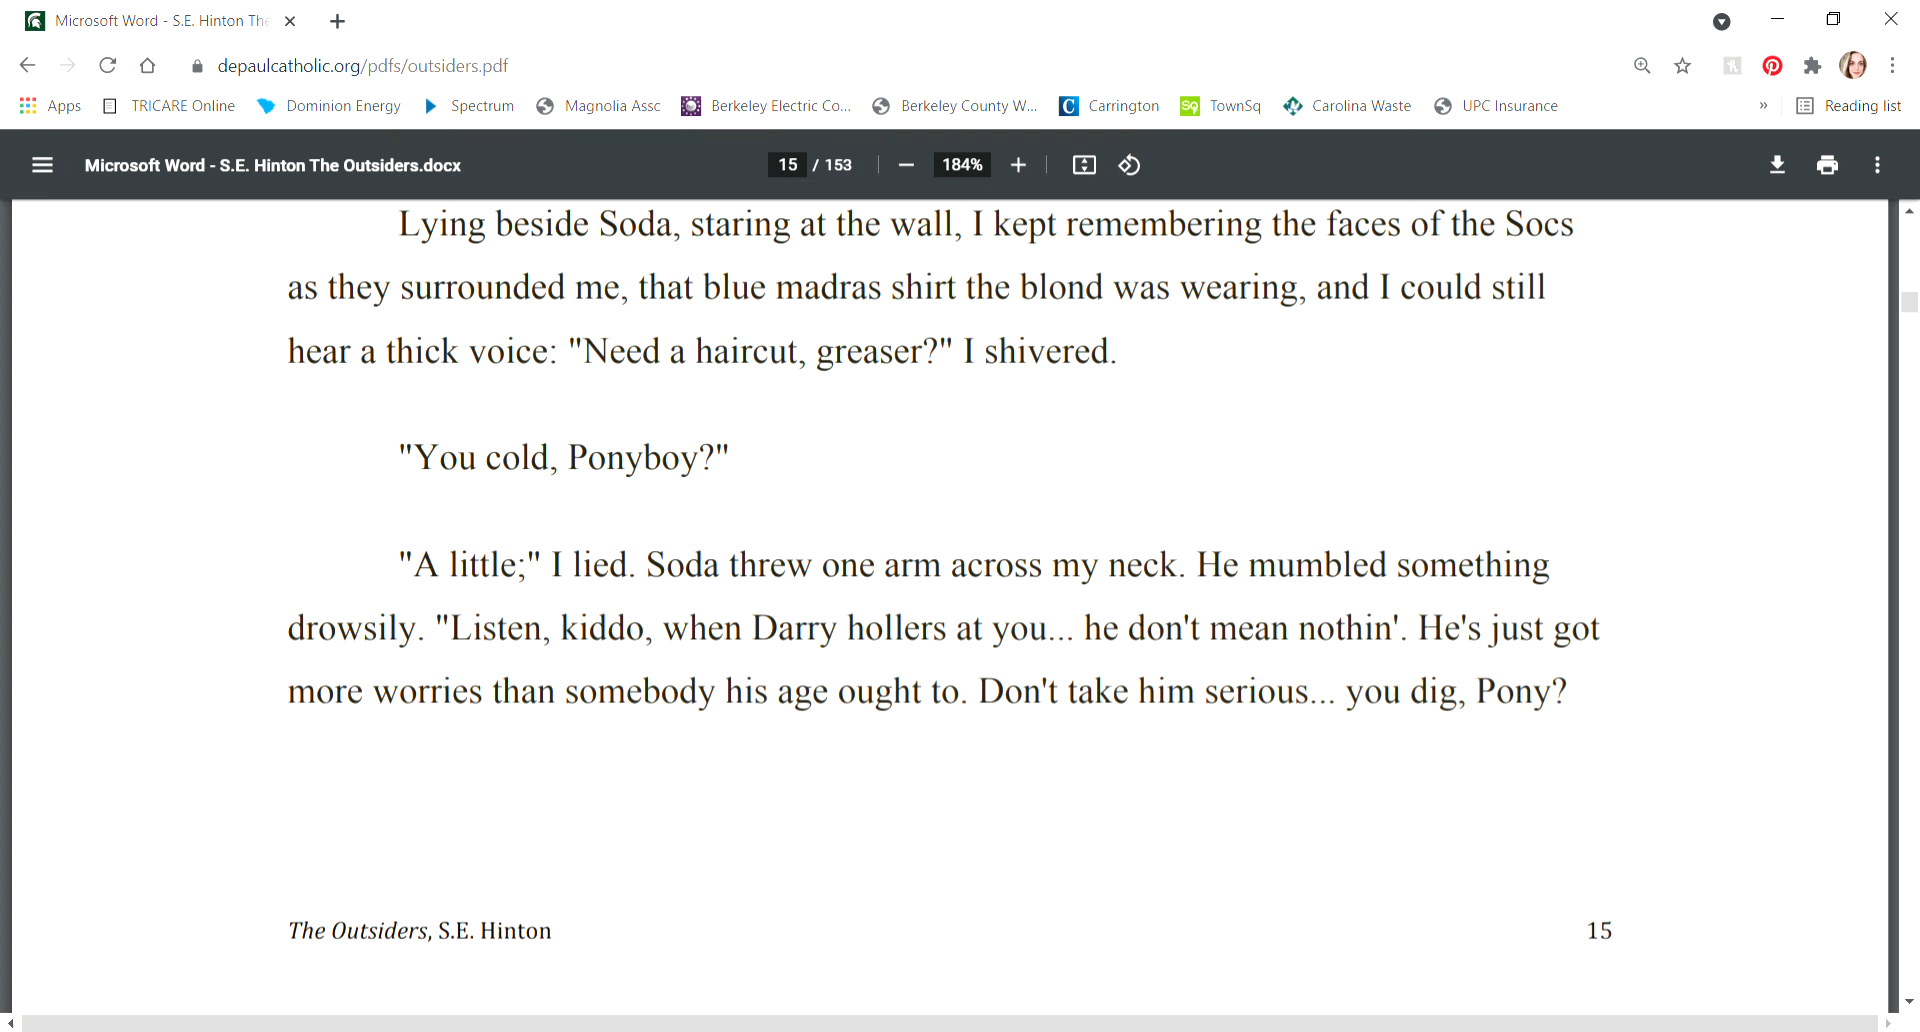 Microsoft Word - S.E. Hinton The
depaulcatholic.org/pdfs/outsiders.pdf
Apps TRICARE Online Dominion Energy Spectrum Magnolia Assc Berkeley Electric Co... Berkeley County W... Carrington TownSq Carolina Waste UPC Insurance » Reading list
Microsoft Word - S.E. Hinton The Outsiders.docx 15 / 153 184%
Lying beside Soda, staring at the wall, I kept remembering the faces of the Socs
as they surrounded me, that blue madras shirt the blond was wearing, and I could still
hear a thick voice: "Need a haircut, greaser?" I shivered.
"You cold, Ponyboy?"
"A little;" I lied. Soda threw one arm across my neck. He mumbled something
drowsily. "Listen, kiddo, when Darry hollers at you... he don't mean nothin'. He's just got
more worries than somebody his age ought to. Don't take him serious... you dig, Pony?
The Outsiders, S.E. Hinton 15